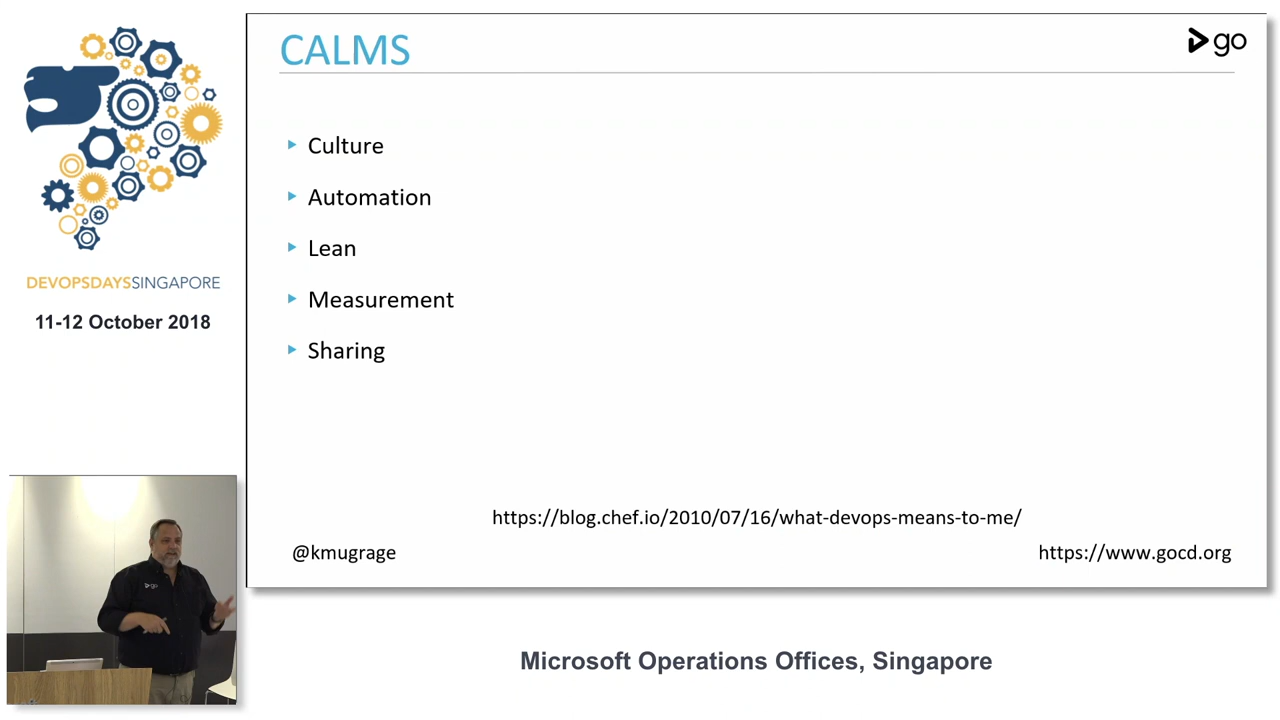 CALMS
go
Culture
Automation
Lean
Measurement
Sharing
https://blog.chef.io/2010/07/16/what-devops-means-to-me/
@kmugrage
https://www.gocd.org
DEVOPSDAYSSINGAPORE
11-12 October 2018
go
Microsoft Operations Offices, Singapore